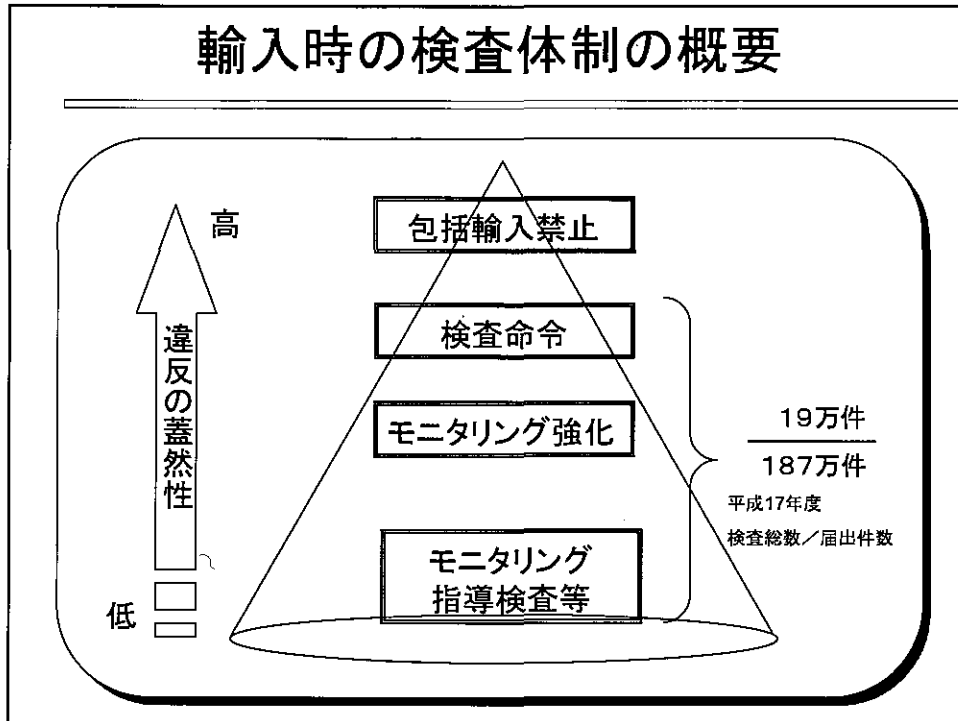 輸入時の検査体制の概要
高
包括輸入禁止
検査命令
違反の蓋然性
モニタリング強化
19万件
187万件
平成17年度
検査総数／届出件数
モニタリング
指導検査等
低